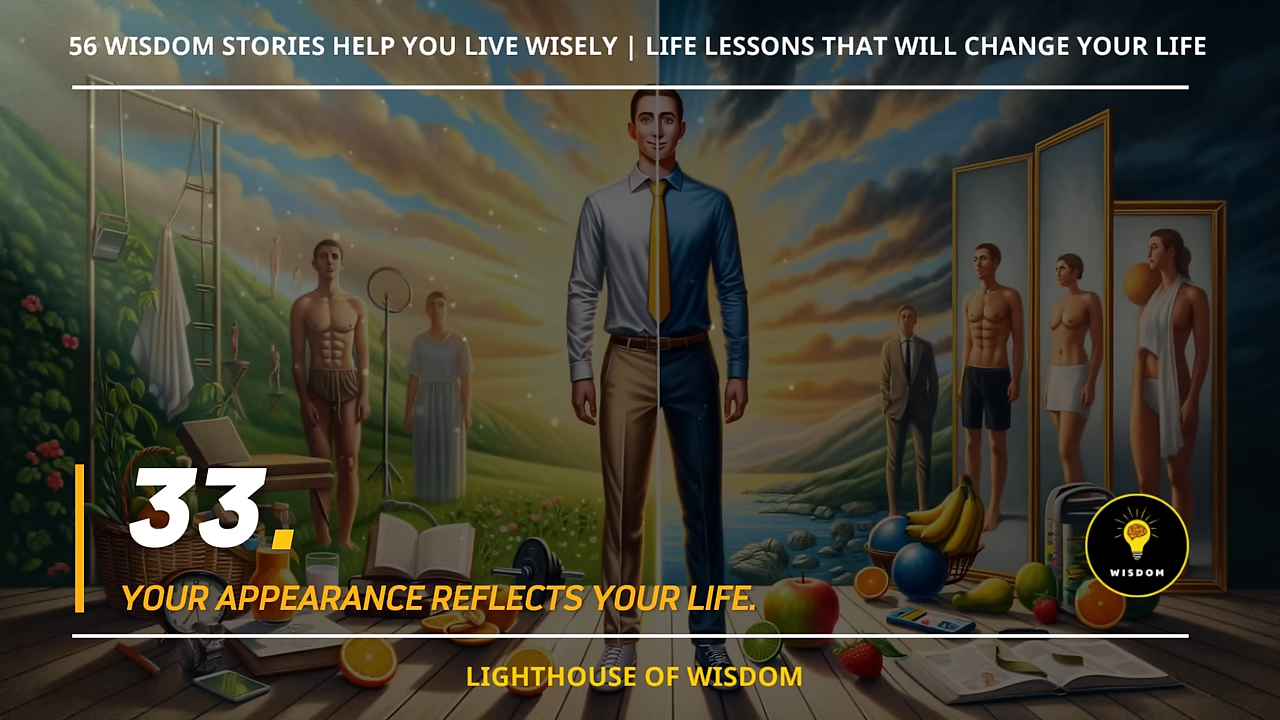 56 WISDOM STORIES HELP YOU LIVE WISELY | LIFE LESSONS THAT WILL CHANGE YOUR LIFE
33.
YOUR APPEARANCE REFLECTS YOUR LIFE.
WISDOM
LIGHTHOUSE OF WISDOM